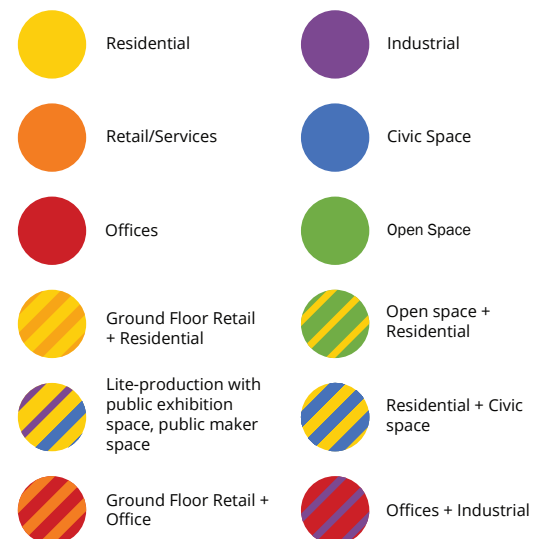 Residential
Industrial
Retail/Services
Civic Space
Offices
Open Space
Ground Floor Retail
+ Residential
Open space +
Residential
Lite-production with
public exhibition
space, public maker
space
Residential + Civic
space
Ground Floor Retail +
Office
Offices + Industrial